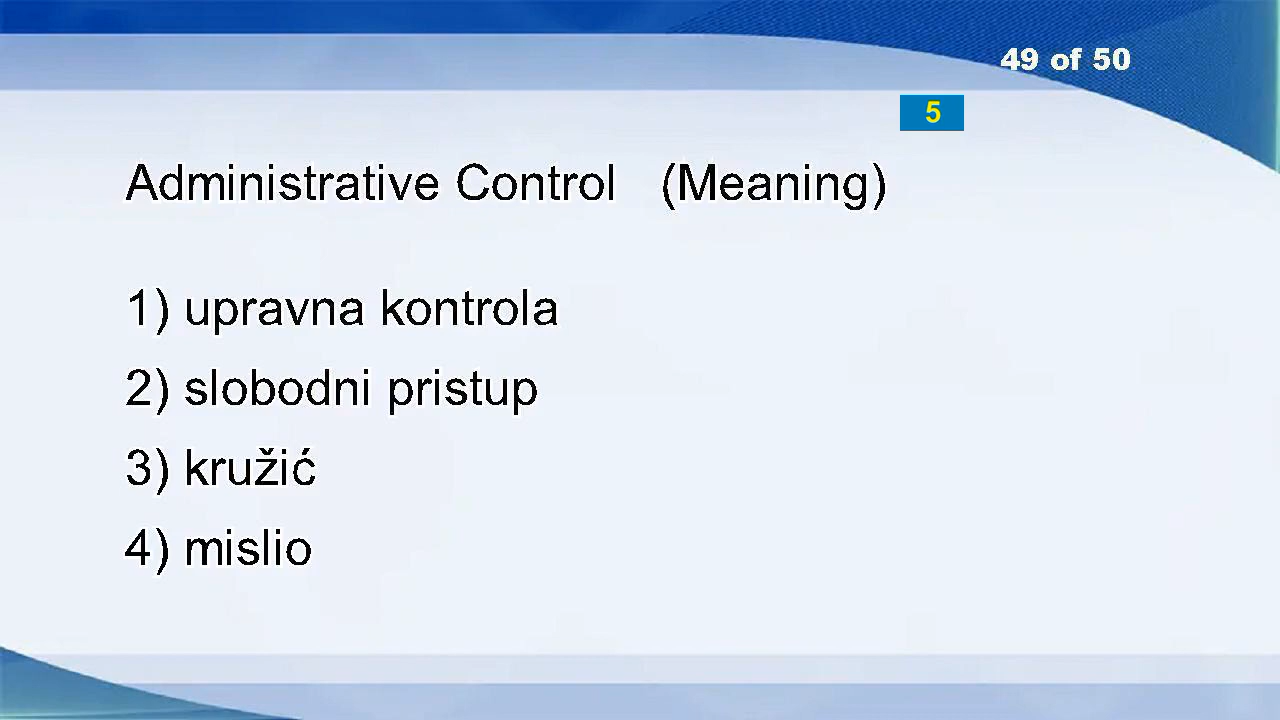 49 of 50
5
Administrative Control (Meaning)
1) upravna kontrola
2) slobodni pristup
3) kružić
4) mislio